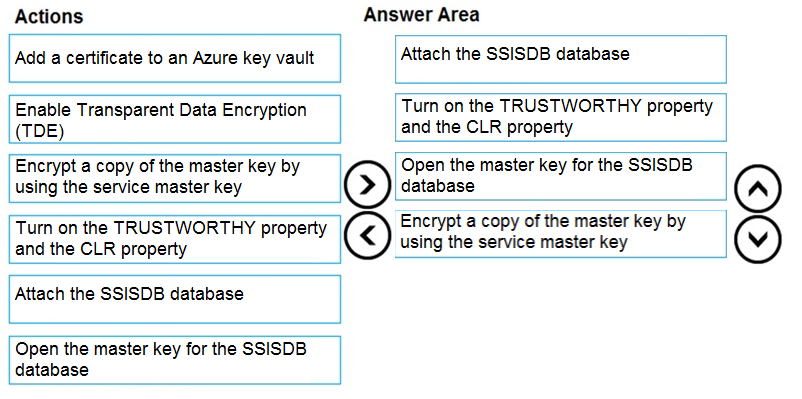 Actions
Add a certificate to an Azure key vault
Enable Transparent Data Encryption
(TDE)
Encrypt a copy of the master key by
using the service master key
Turn on the TRUSTWORTHY property
and the CLR property
Attach the SSISDB database
Open the master key for the SSISDB
database
Answer Area
Attach the SSISDB database
Turn on the TRUSTWORTHY property
and the CLR property
Open the master key for the SSISDB
database
Encrypt a copy of the master key by
using the service master key